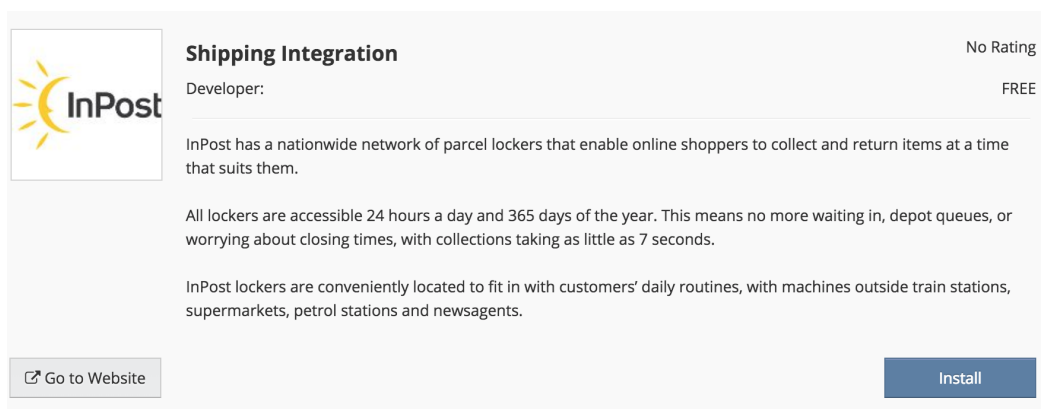 InPost
Shipping Integration
No Rating
Developer:
FREE
InPost has a nationwide network of parcel lockers that enable online shoppers to collect and return items at a time
that suits them.
All lockers are accessible 24 hours a day and 365 days of the year. This means no more waiting in, depot queues, or
worrying about closing times, with collections taking as little as 7 seconds.
InPost lockers are conveniently located to fit in with customers’ daily routines, with machines outside train stations,
supermarkets, petrol stations and newsagents.
Go to Website
Install